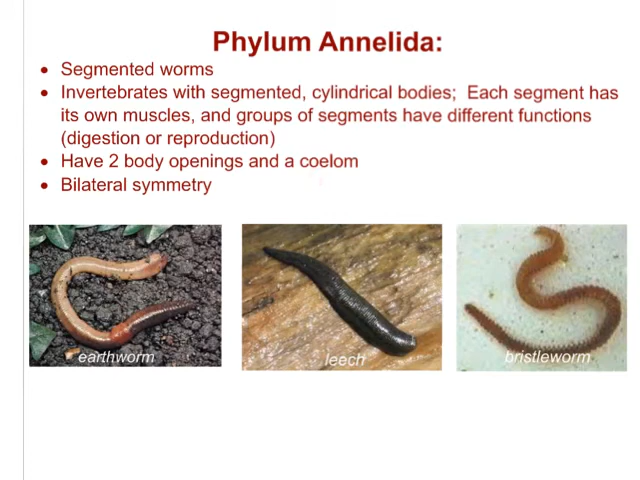 Phylum Annelida:
• Segmented worms
• Invertebrates with segmented, cylindrical bodies; Each segment has
its own muscles, and groups of segments have different functions
(digestion or reproduction)
• Have 2 body openings and a coelom
• Bilateral symmetry
earthworm
leech
bristleworm